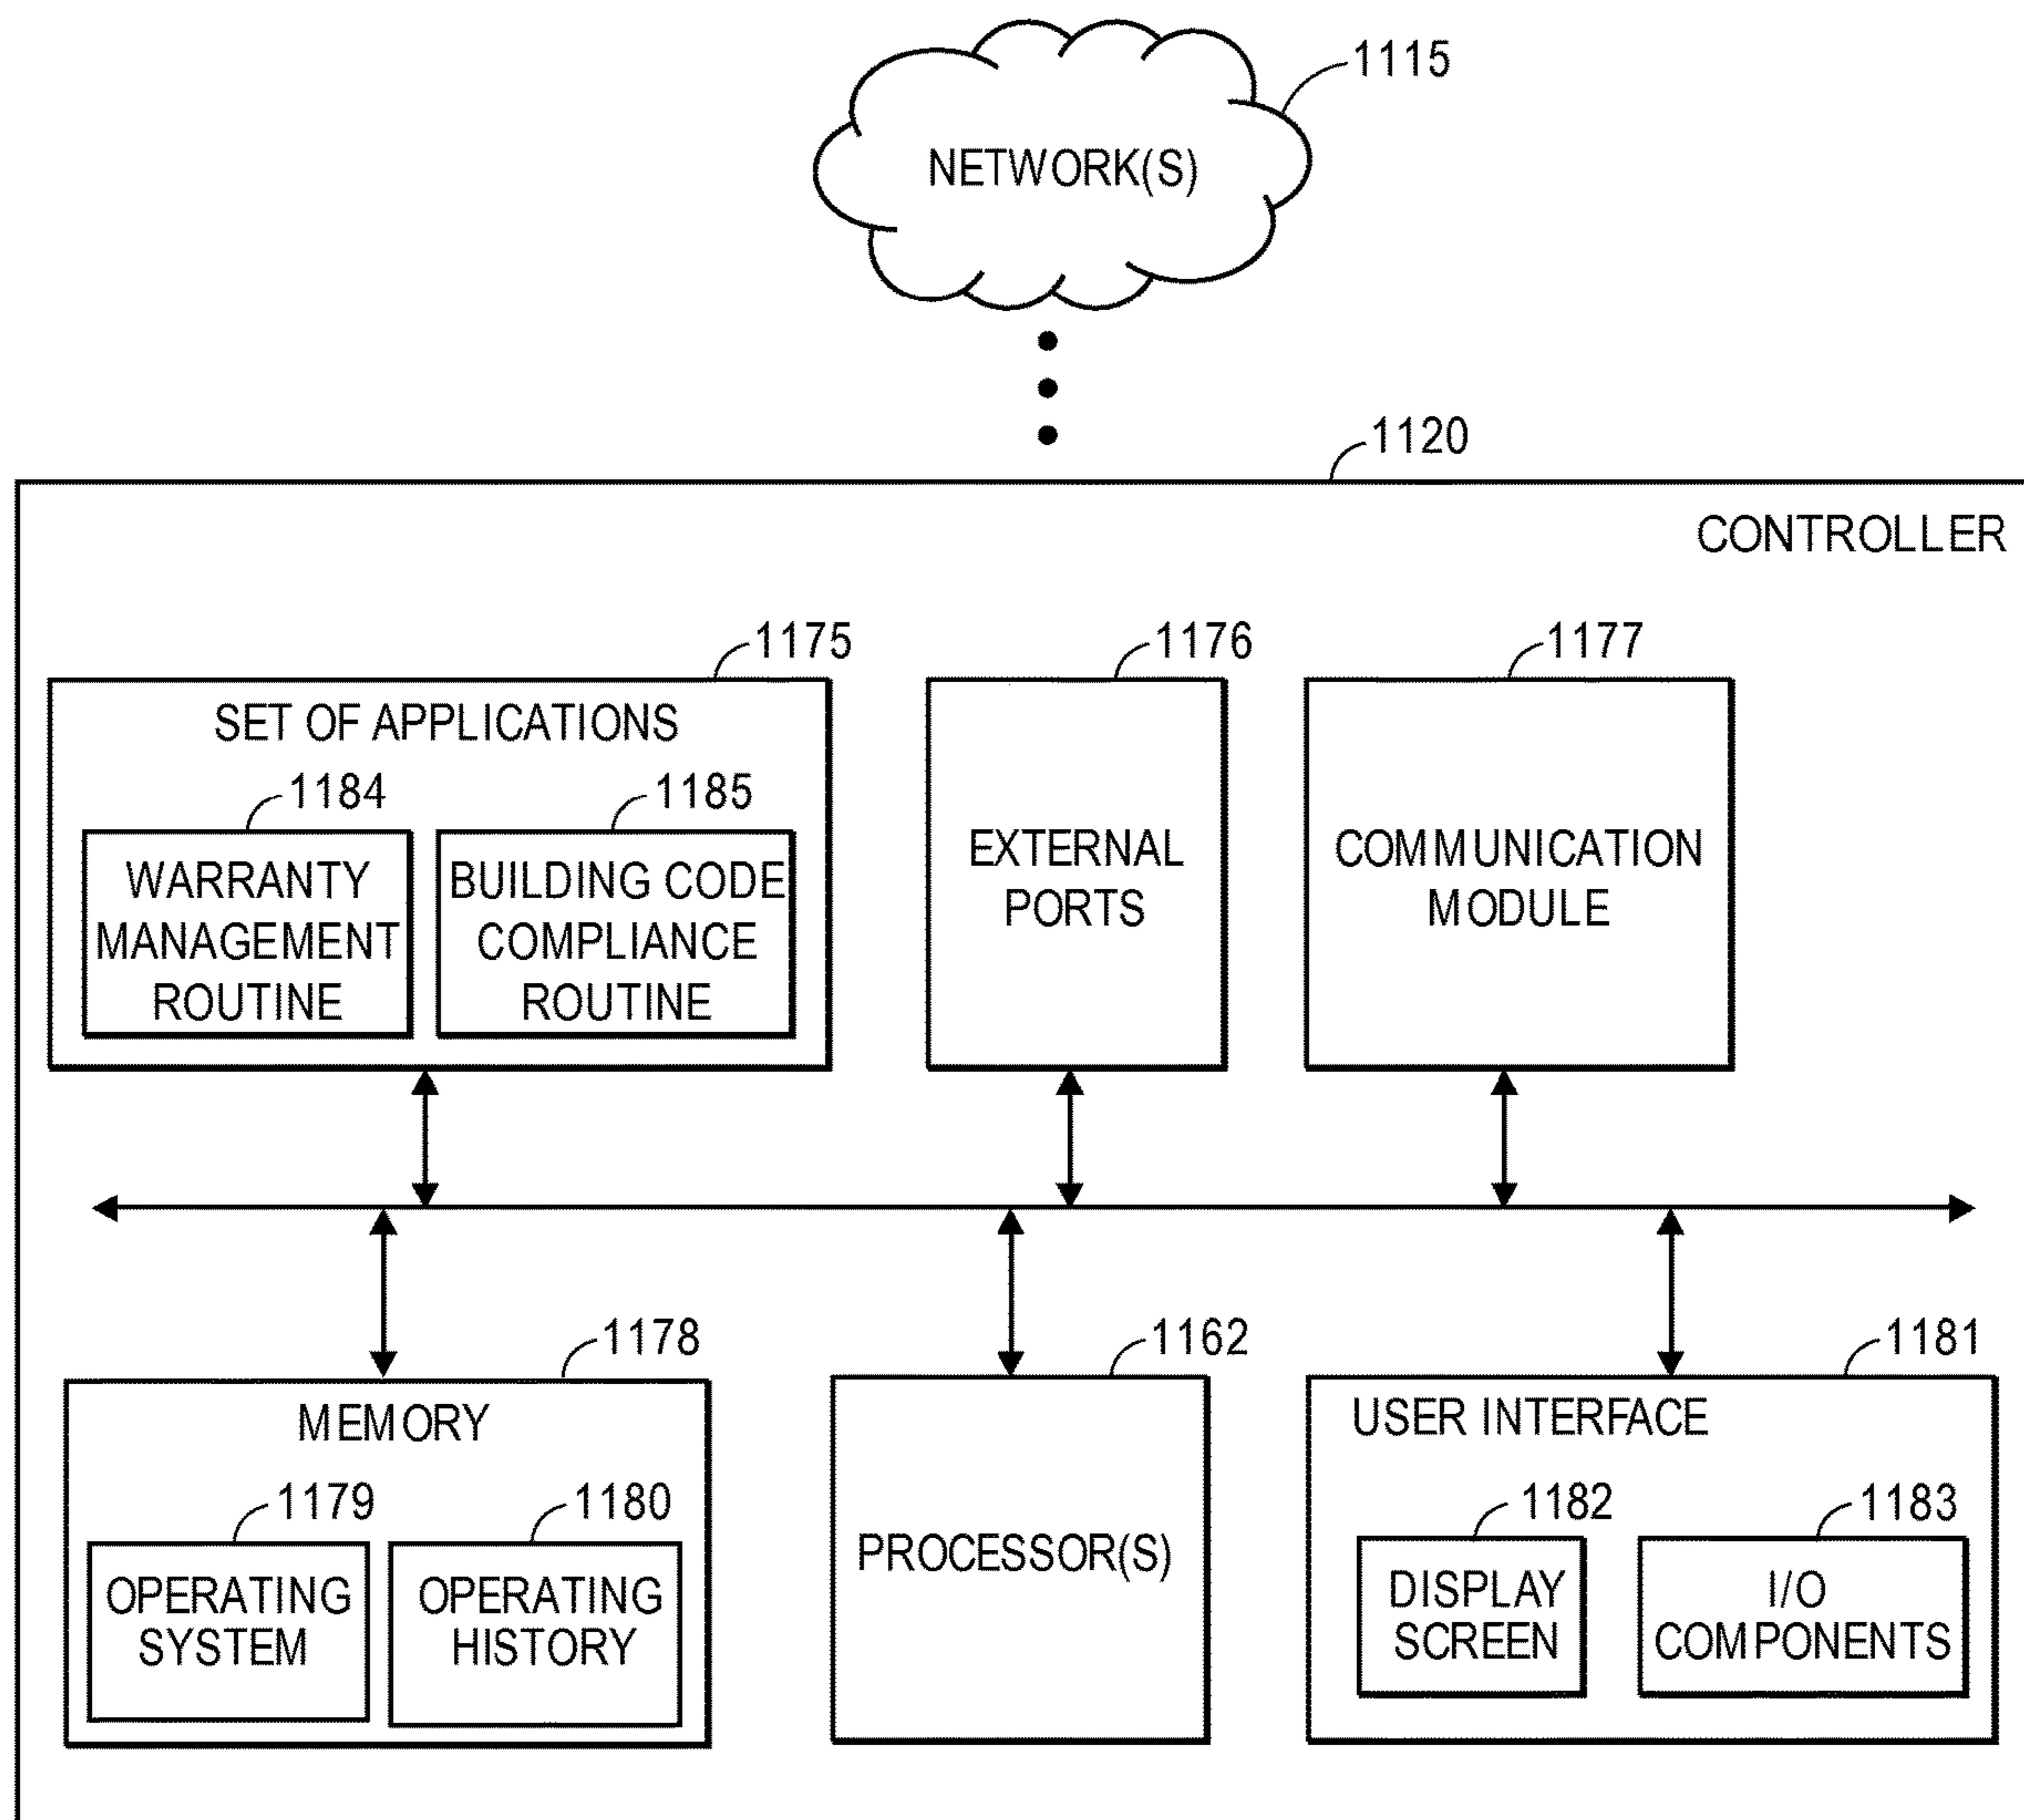 1115
NETWORK(S)
1120
CONTROLLER
1175
SET OF APPLICATIONS
1184
WARRANTY
MANAGEMENT
ROUTINE
1185
BUILDING CODE
COMPLIANCE
ROUTINE
1176
EXTERNAL
PORTS
1177
COMMUNICATION
MODULE
1178
MEMORY
1179
OPERATING
SYSTEM
1180
OPERATING
HISTORY
1162
PROCESSOR(S)
1181
USER INTERFACE
1182
DISPLAY
SCREEN
1183
I/O
COMPONENTS